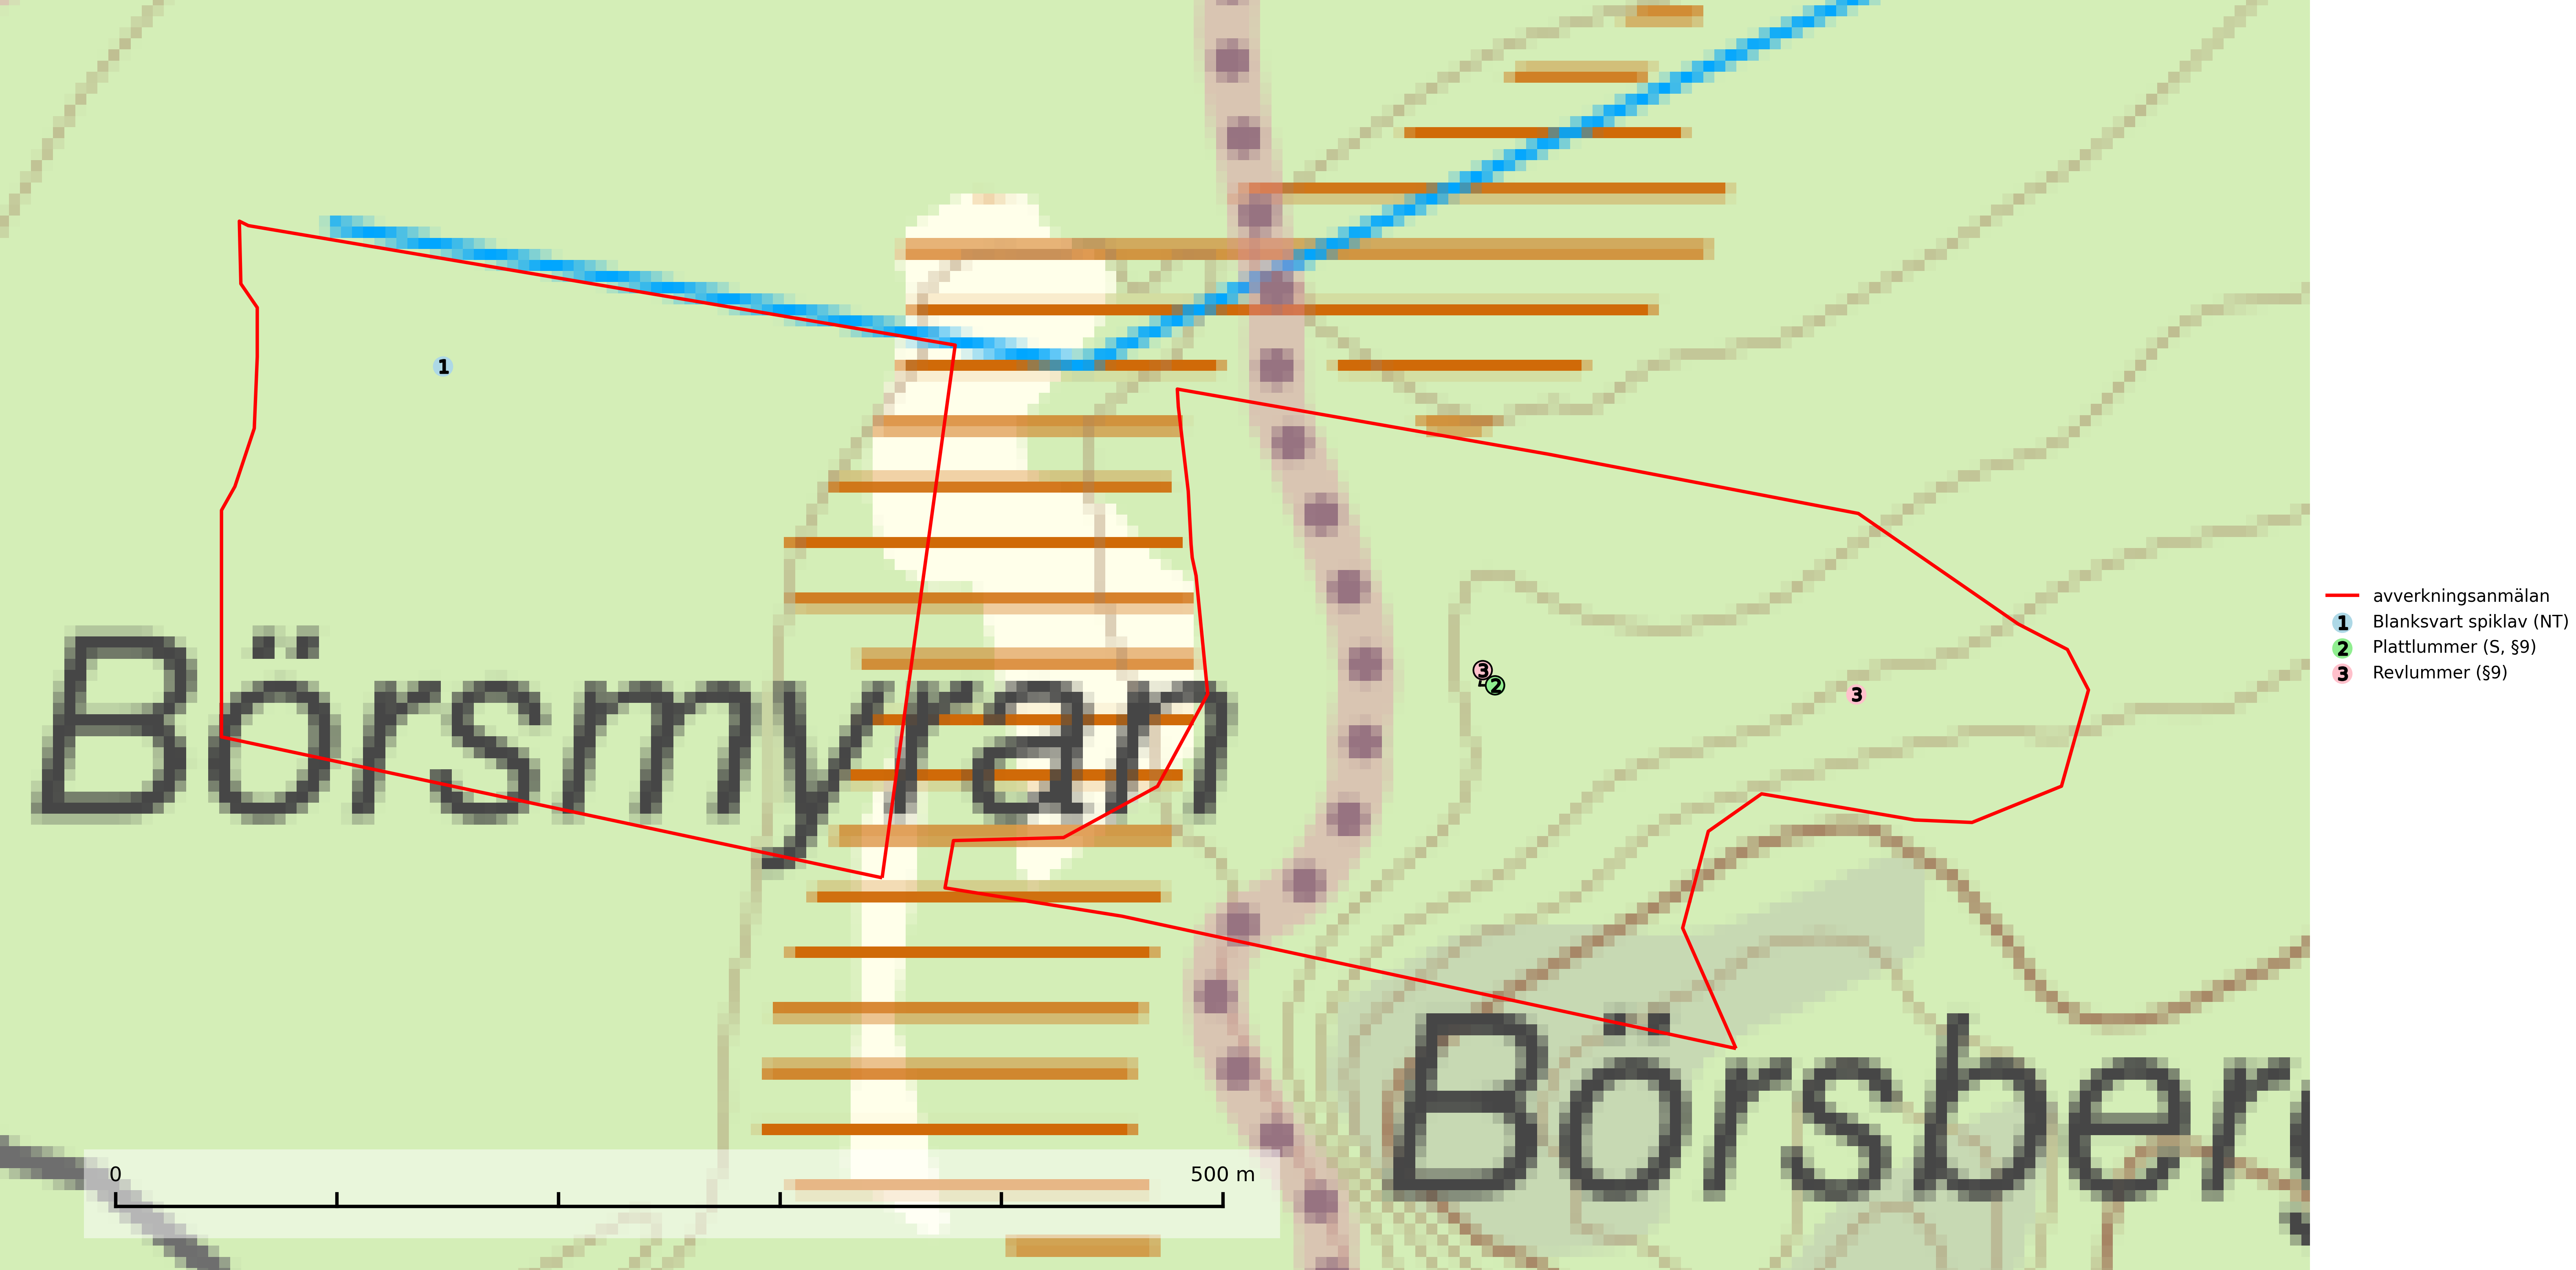 1
Börsmyran
3
2
3
Börsberg
0
500 m
avverkningsanmälan
1 Blanksvart spiklav (NT)
2 Plattlummer (S, §9)
3 Revlummer (§9)